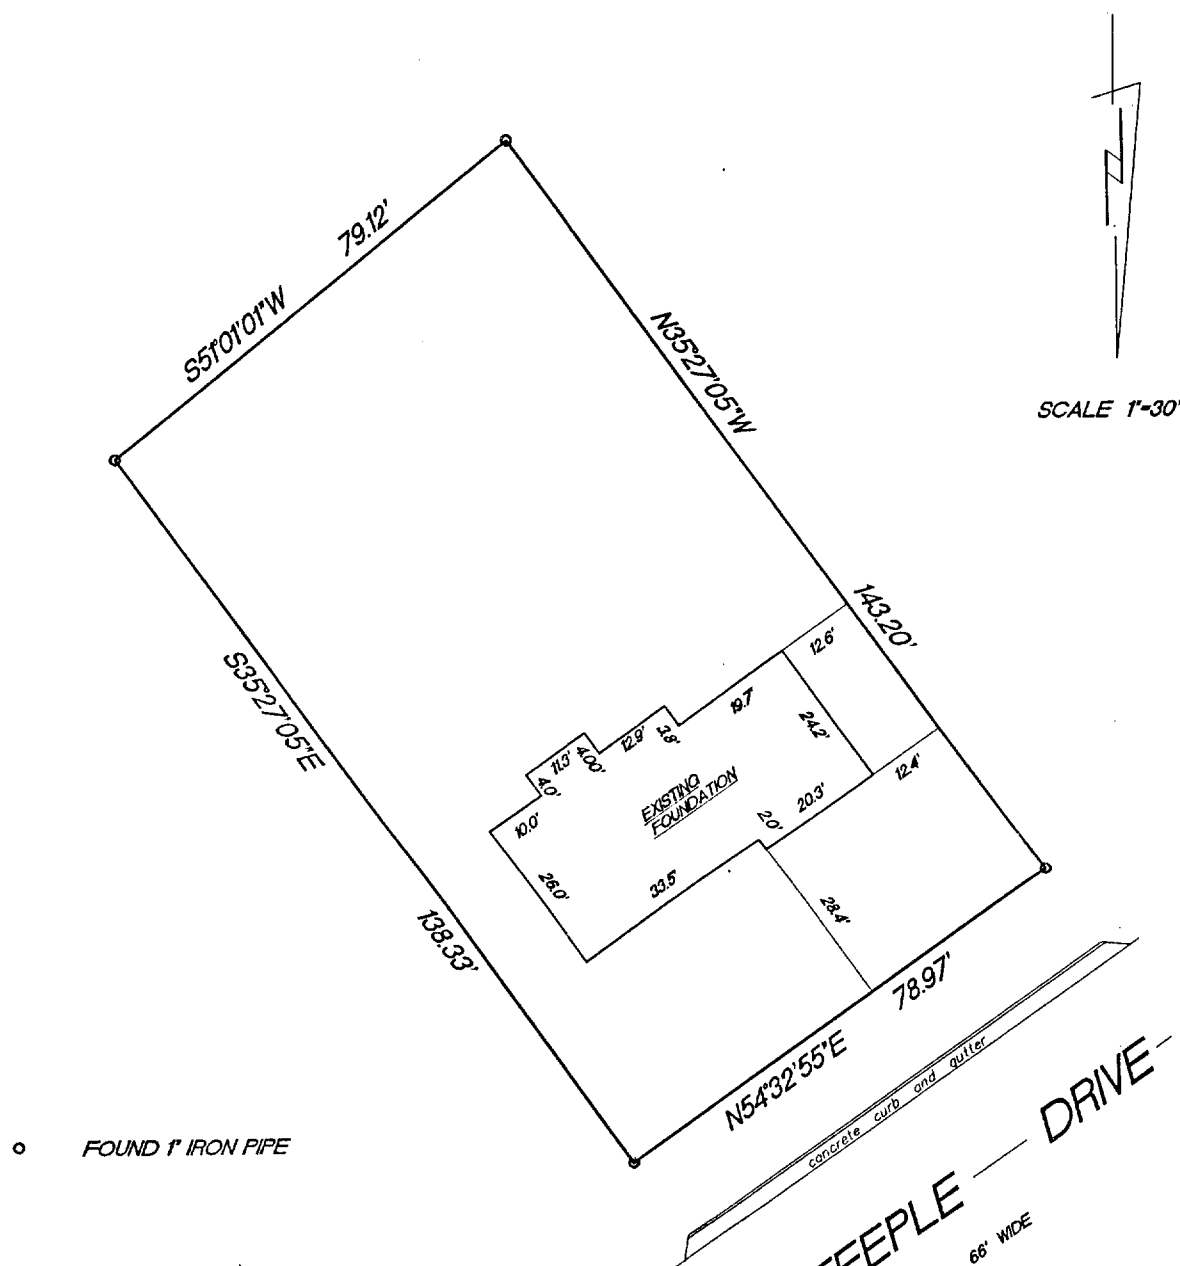 79.12'
S51°01'01"W
N35°27'05"W
SCALE 1"=30'
143.20'
12.6'
S35°27'05"E
19.7'
24.2'
3.8'
12.9'
4.00'
11.3'
4.0'
12.4'
EXISTING
FOUNDATION
20.3'
2.0'
10.0'
26.0'
33.5'
28.4'
138.33'
78.97'
N54°32'55"E
concrete curb and gutter
DRIVE
FOUND 1" IRON PIPE
EEPLE
66' WIDE